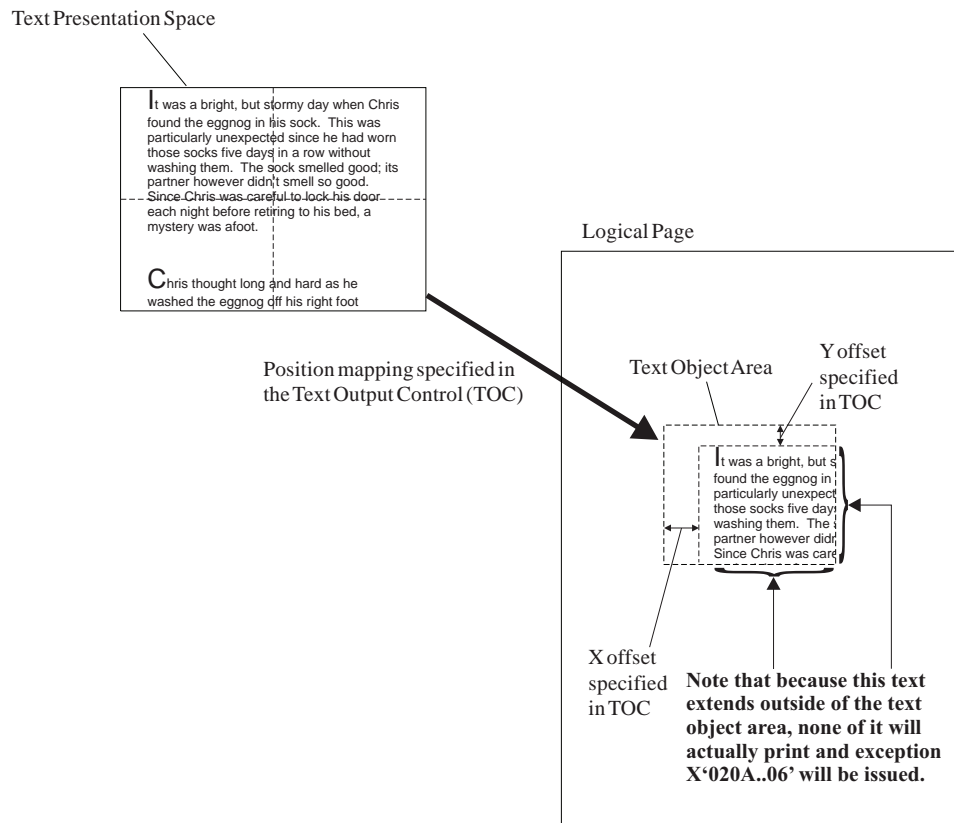 Text Presentation Space
It was a bright, but stormy day when Chris
found the eggnog in his sock.  This was
particularly unexpected since he had worn
those socks five days in a row without
washing them.  The sock smelled good; its
partner however didn't smell so good.
Since Chris was careful to lock his door
each night before retiring to his bed, a
mystery was afoot.
Chris thought long and hard as he
washed the eggnog off his right foot
Position mapping specified in
the Text Output Control (TOC)
Logical Page
Text Object Area
Y offset
specified
in TOC
It was a bright, but s
found the eggnog in
particularly unexpect
those socks five day
washing them.  The
partner however didn
Since Chris was care
X offset
specified
in TOC
Note that because this text
extends outside of the text
object area, none of it will
actually print and exception
X‘020A..06’ will be issued.